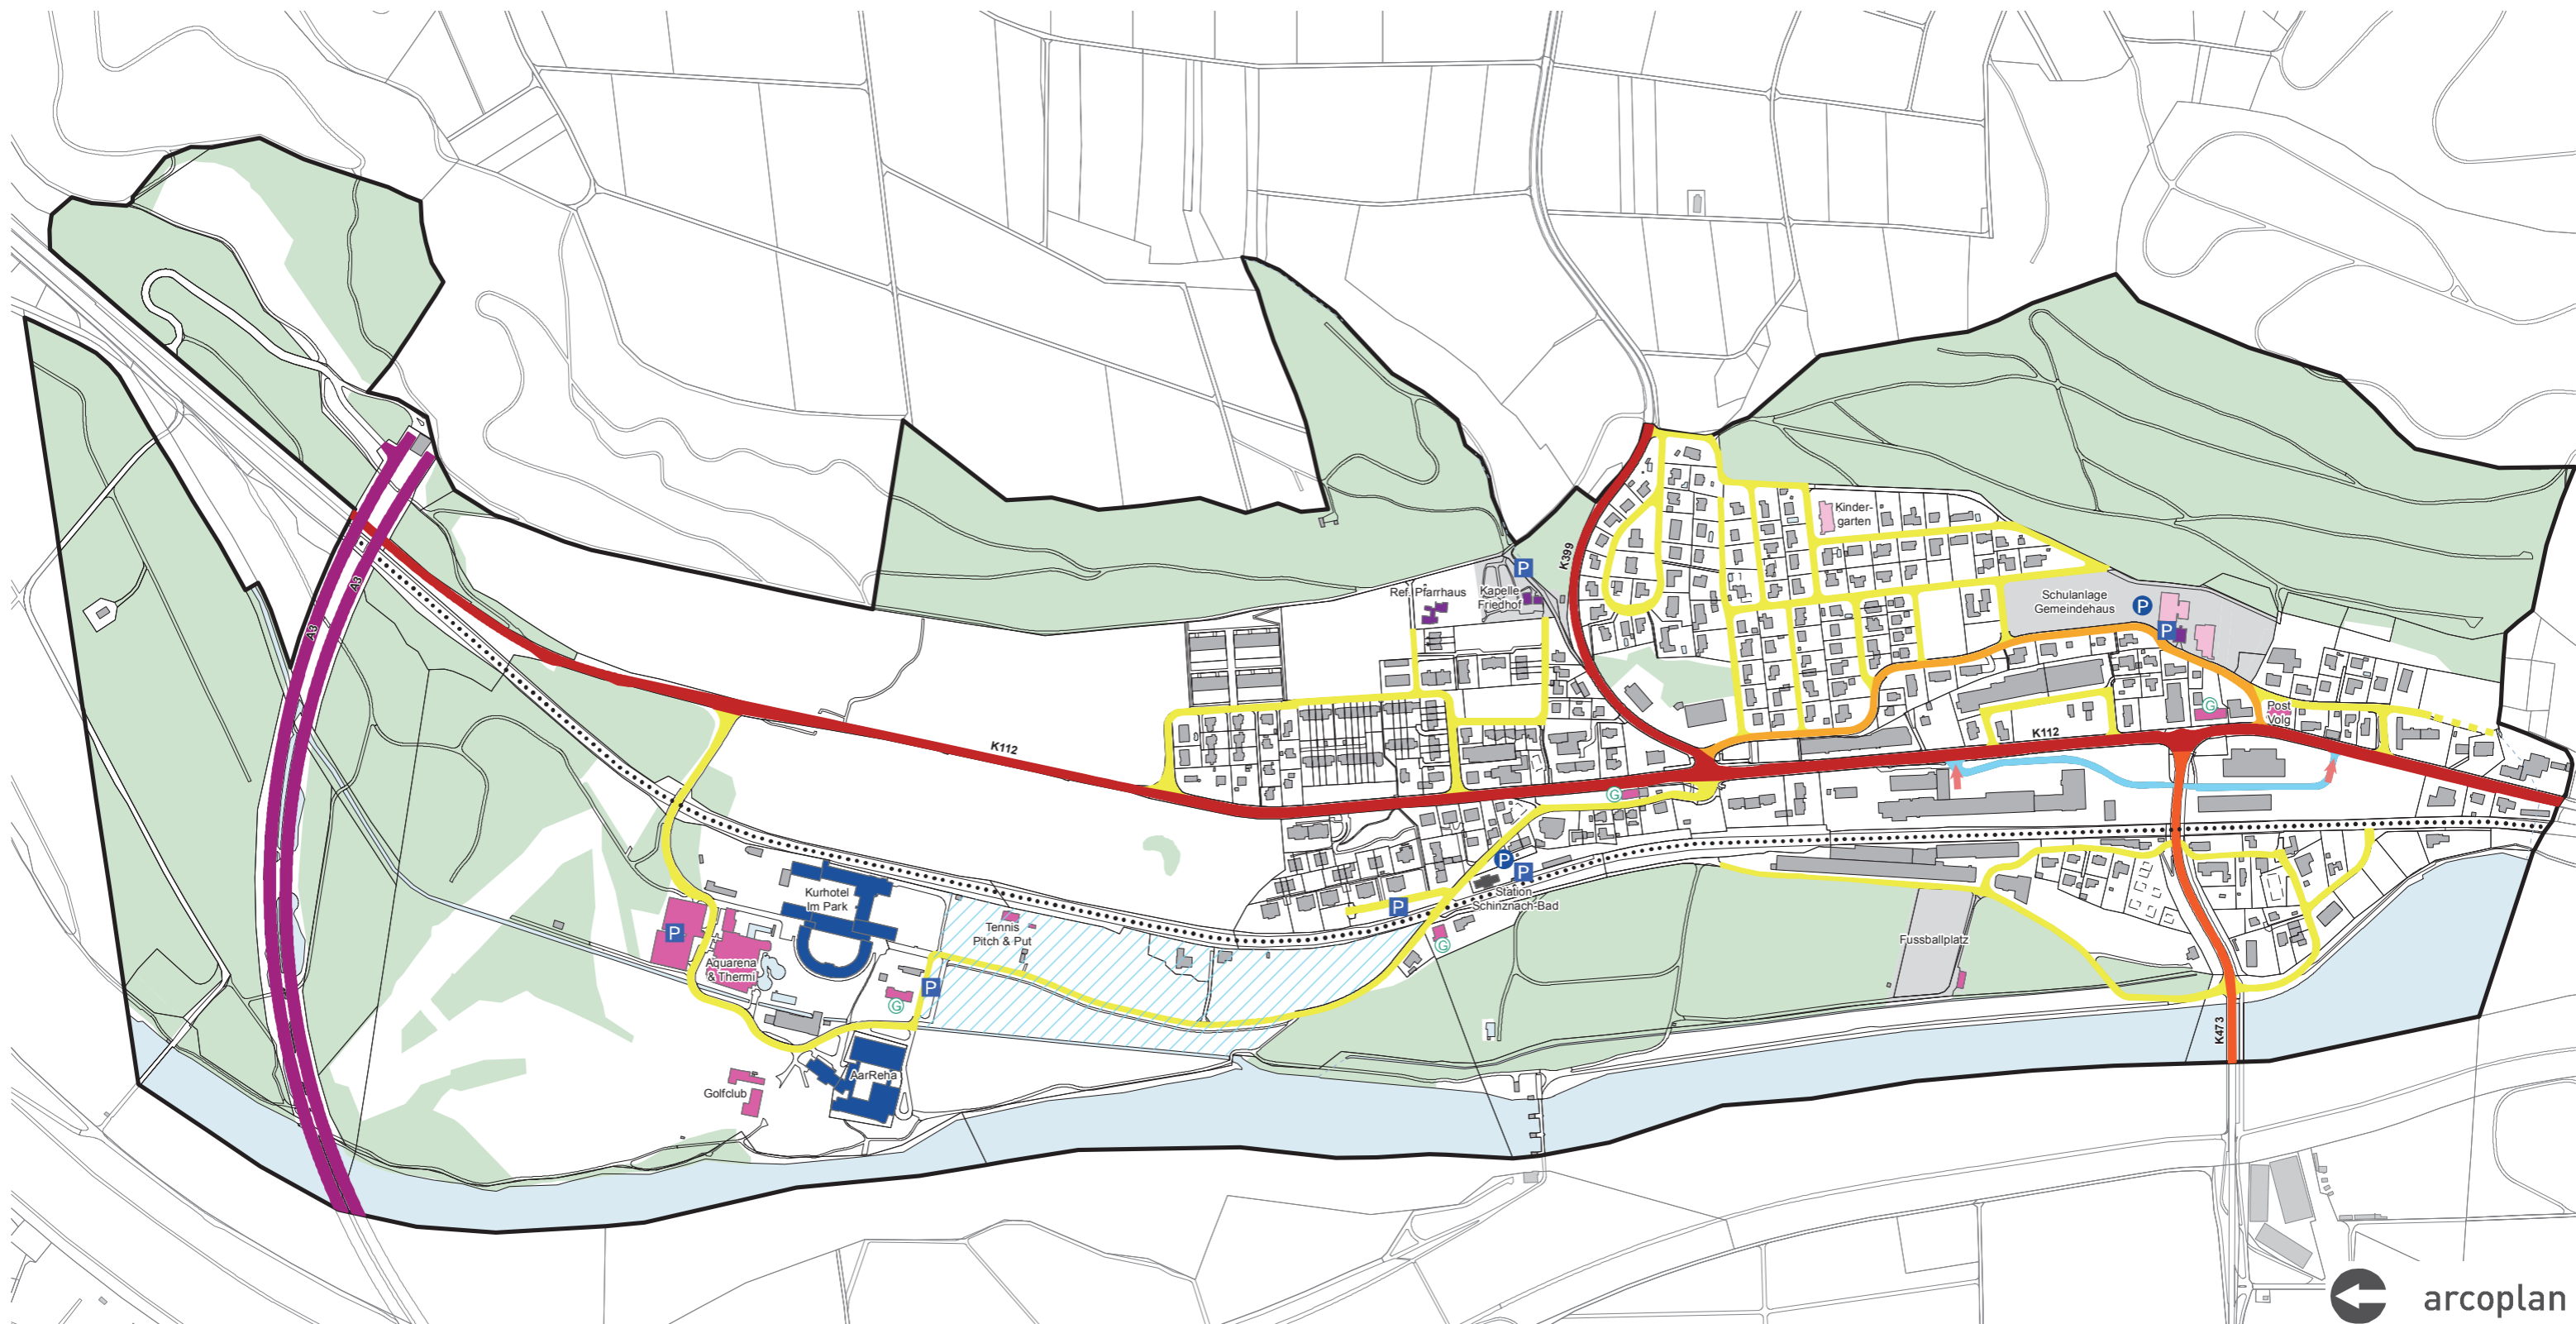 Kinder-
garten
K399
P
Ref. Pfarrhaus
Kapelle
Friedhof
A3
A3
Schulanlage
Gemeindehaus
P
P
G
Post
Volg
K112
K112
G
P
P
Station
Schinznach-Bad
P
G
Kurhotel
Im Park
Tennis
Pitch & Put
P
Aquarena
& Thermi
P
G
Fussballplatz
K473
AarReha
Golfclub
arcoplan